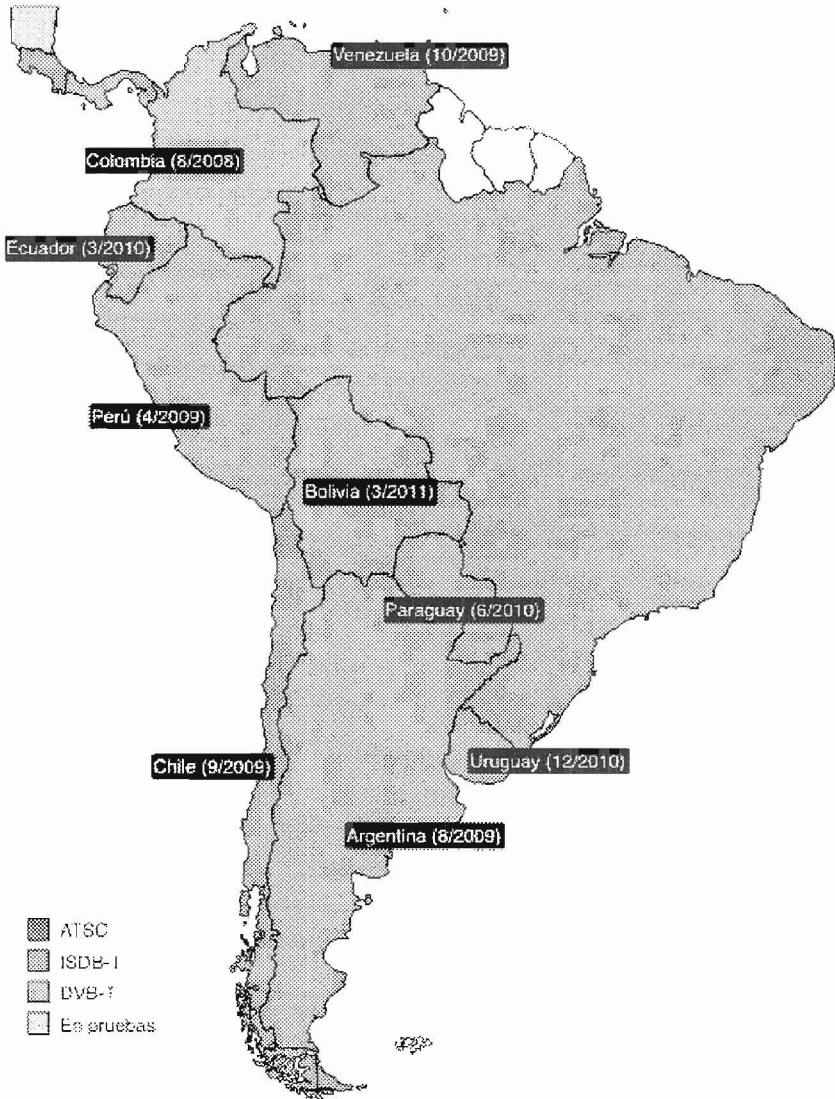 Venezuela (10/2009)
Colombia (8/2008)
Ecuador (3/2010)
Perú (4/2009)
Bolivia (3/2011)
Paraguay (6/2010)
Chile (9/2009)
Uruguay (12/2010)
Argentina (8/2009)
ATSC
ISDB-T
DVB-T
En pruebas